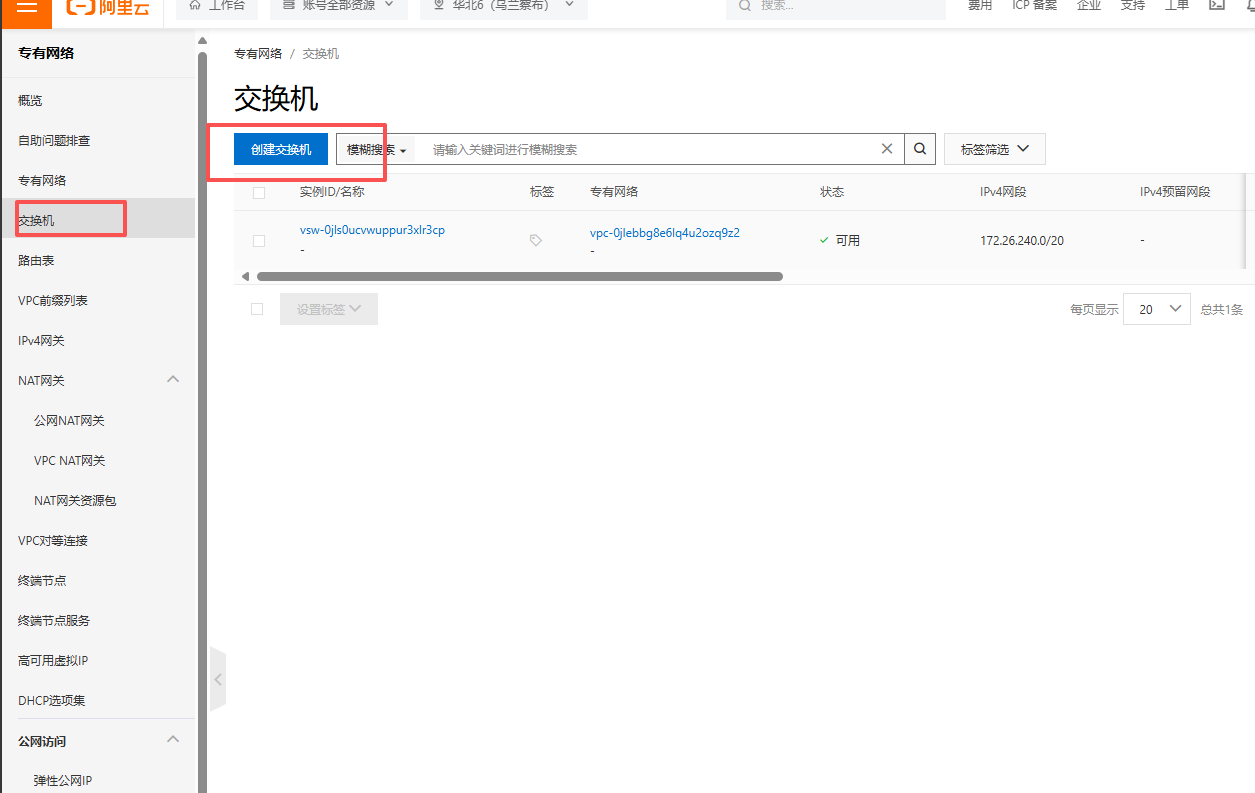 阿里云
工作台
账号全部资源
华北6（乌兰察布）
搜索...
费用
ICP 备案
企业
支持
工单
专有网络
概览
自助问题排查
专有网络
交换机
路由表
VPC前缀列表
IPv4网关
NAT网关
公网NAT网关
VPC NAT网关
NAT网关资源包
VPC对等连接
终端节点
终端节点服务
高可用虚拟IP
DHCP选项集
公网访问
弹性公网IP
专有网络 / 交换机
交换机
创建交换机
模糊搜索
请输入关键词进行模糊搜索
标签筛选
实例ID/名称 标签 专有网络 状态 IPv4网段 IPv4预留网段
vsw-0jls0ucvwuppur3xlr3cp vpc-0jlebbg8e6lq4u2ozq9z2 可用 172.26.240.0/20 -
- -
设置标签
每页显示 20 总共1条